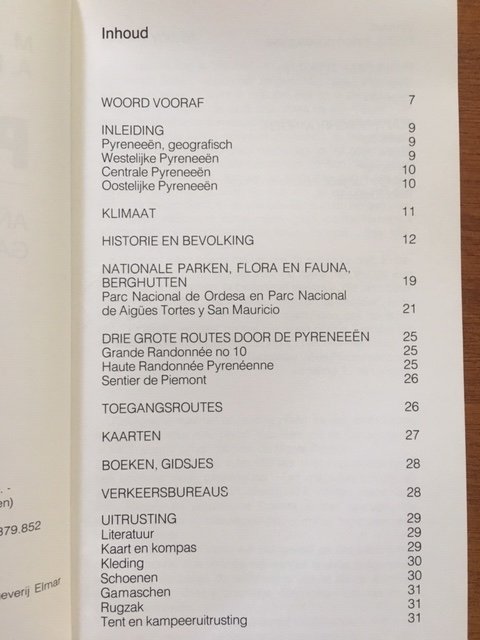 Inhoud
WOORD VOORAF 7
INLEIDING 9
Pyreneeën, geografisch 9
Westelijke Pyreneeën 9
Centrale Pyreneeën 10
Oostelijke Pyreneeën 10
KLIMAAT 11
HISTORIE EN BEVOLKING 12
NATIONALE PARKEN, FLORA EN FAUNA,
BERGHUTTEN 19
Parc Nacional de Ordesa en Parc Nacional
de Aigües Tortes y San Mauricio 21
DRIE GROTE ROUTES DOOR DE PYRENEEËN 25
Grande Randonnée no 10 25
Haute Randonnée Pyrenéenne 25
Sentier de Piemont 26
TOEGANGSROUTES 26
KAARTEN 27
BOEKEN, GIDSJES 28
VERKEERSBUREAUS 28
UITRUSTING 29
Literatuur 29
Kaart en kompas 29
Kleding 30
Schoenen 30
Gamaschen 31
Rugzak 31
Tent en kampeeruitrusting 31
. -
en)
379.852
geverij Elmar